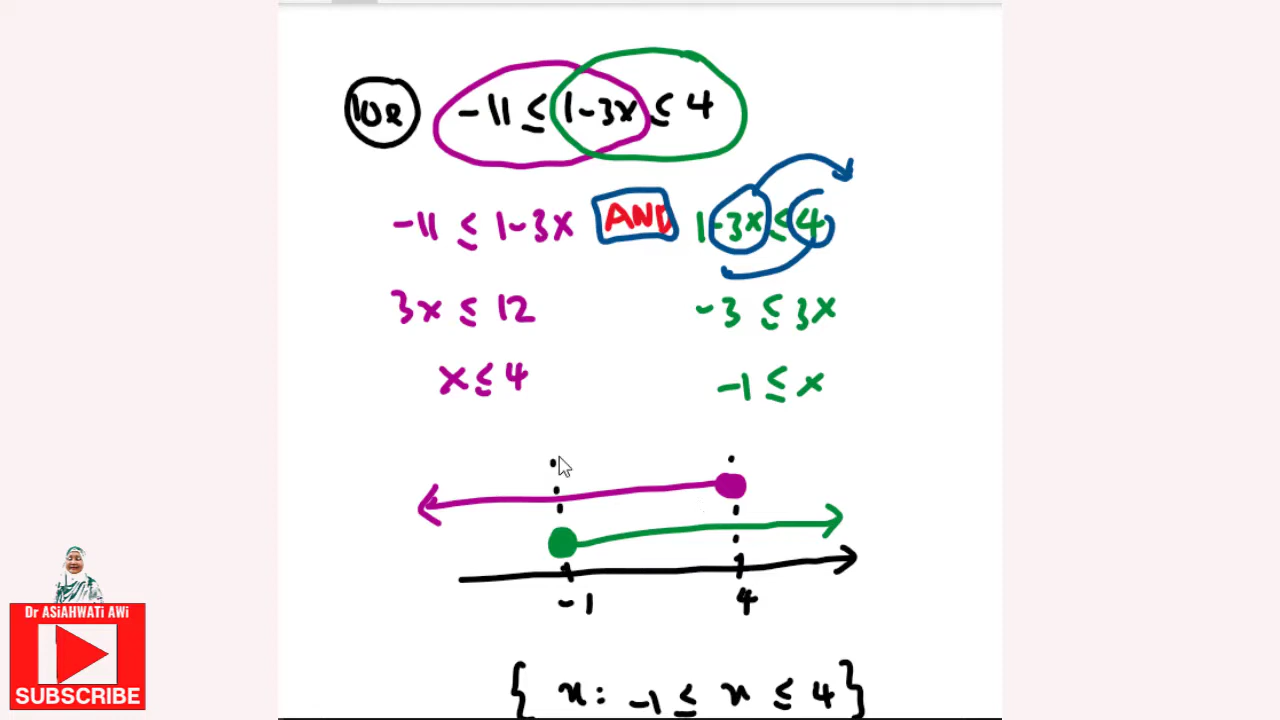 10e -11 ≤ 1-3x ≤ 4
-11 ≤ 1-3x AND 1-3x ≤ 4
3x ≤ 12 -3 ≤ 3x
x ≤ 4 -1 ≤ x
-1 4
{ x: -1 ≤ x ≤ 4 }
Dr ASiAHWATi AWi
SUBSCRIBE